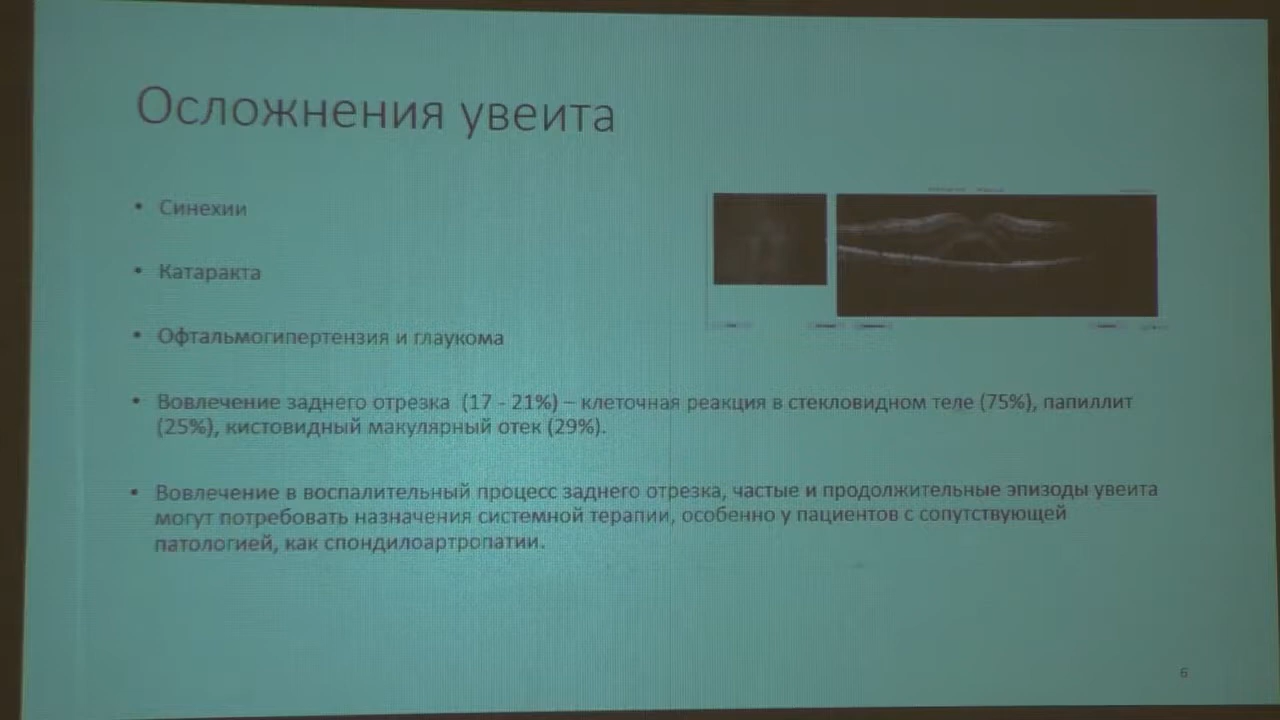 Осложнения увеита
• Синехии
• Катаракта
• Офтальмогипертензия и глаукома
• Вовлечение заднего отрезка (17 - 21%) – клеточная реакция в стекловидном теле (75%), папиллит
(25%), кистовидный макулярный отек (29%).
• Вовлечение в воспалительный процесс заднего отрезка, частые и продолжительные эпизоды увеита
могут потребовать назначения системной терапии, особенно у пациентов с сопутствующей
патологией, как спондилоартропатии.
6